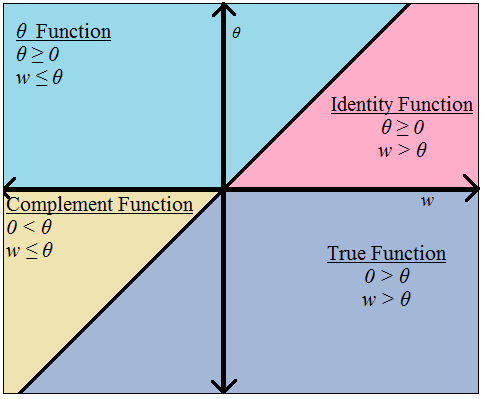 θ Function
θ ≥ 0
w ≤ θ
θ
Identity Function
θ ≥ 0
w > θ
Complement Function
0 < θ
w ≤ θ
w
True Function
0 > θ
w > θ